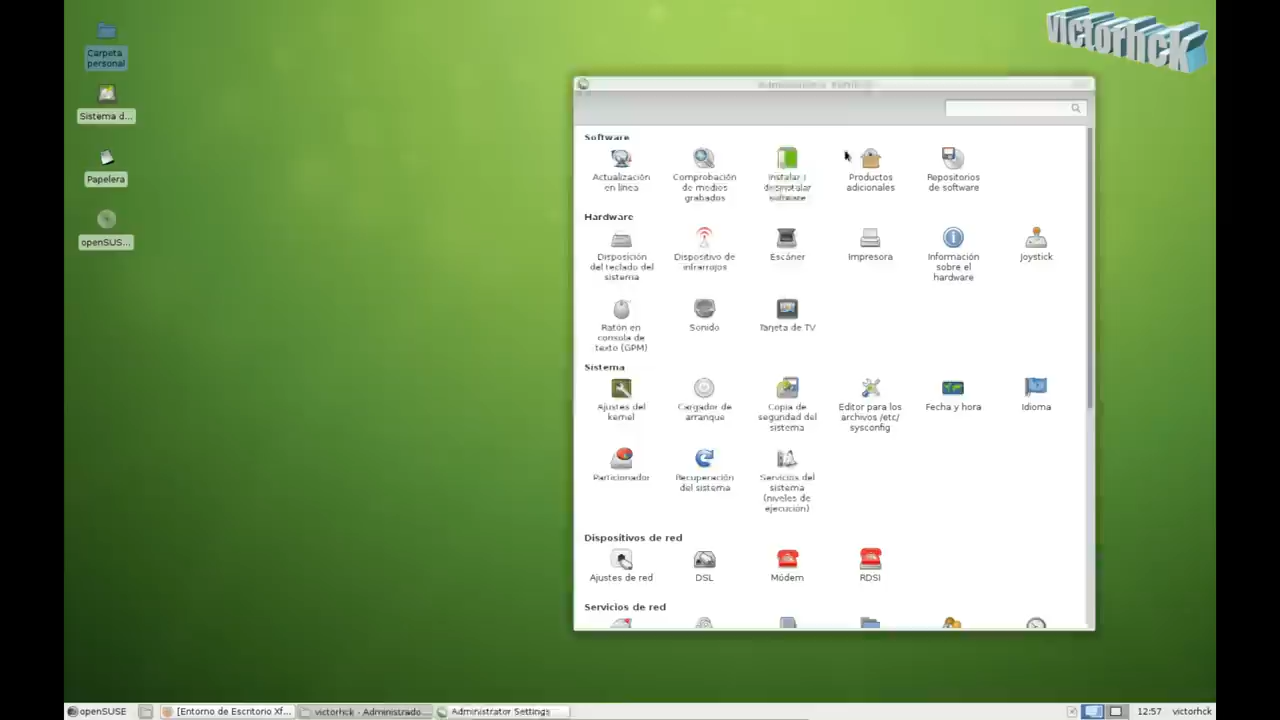 victorhck
Carpeta
personal
Sistema d...
Papelera
openSUS...
Software
Actualización
en línea
Comprobación
de medios
grabados
Instalar i
desinstalar
software
Productos
adicionales
Repositorios
de software
Hardware
Disposición
del teclado del
sistema
Dispositivo de
infrarrojos
Escáner
Impresora
Información
sobre el
hardware
Joystick
Ratón en
consola de
texto (GPM)
Sonido
Tarjeta de TV
Sistema
Ajustes del
kernel
Cargador de
arranque
Copia de
seguridad del
sistema
Editor para los
archivos /etc/
sysconfig
Fecha y hora
Idioma
Particionador
Recuperación
del sistema
Servicios del
sistema
(niveles de
ejecución)
Dispositivos de red
Ajustes de red
DSL
Módem
RDSI
Servicios de red
openSUSE
[Entorno de Escritorio Xf...
victorhck - Administrado...
Administrator Settings
12:57
victorhck